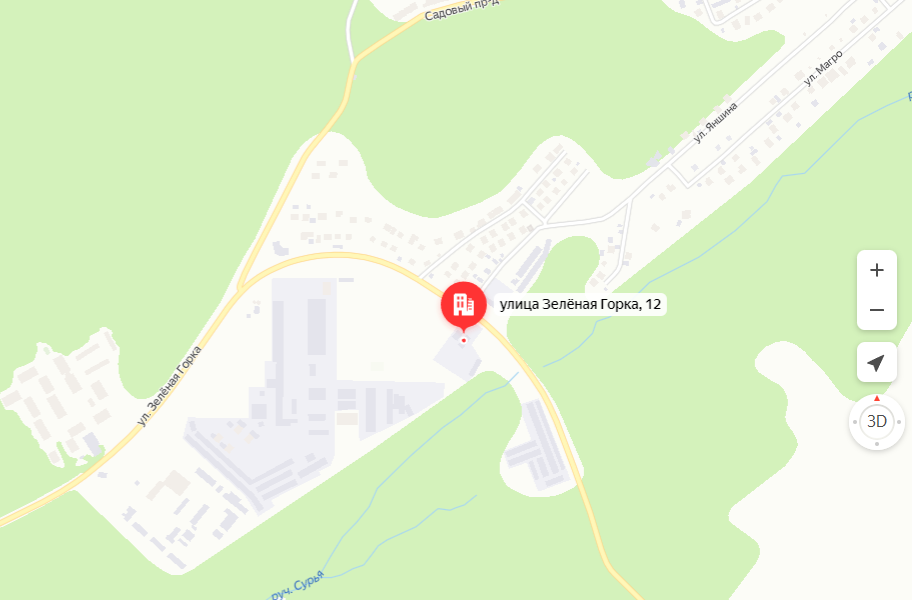 Садовый пр-д
ул. Магро
ул. Яншина
улица Зелёная Горка, 12
ул. Зелёная Горка
3D
руч. Сурья